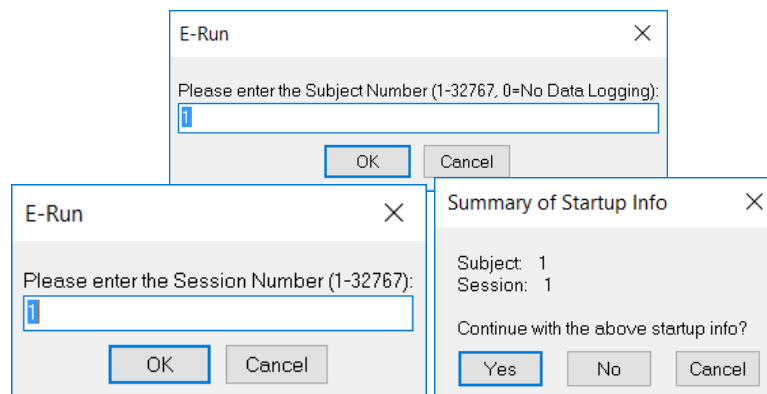 E-Run
Please enter the Subject Number (1-32767, 0=No Data Logging):
1
OK Cancel
E-Run
Please enter the Session Number (1-32767):
1
OK Cancel
Summary of Startup Info
Subject: 1
Session: 1
Continue with the above startup info?
Yes No Cancel